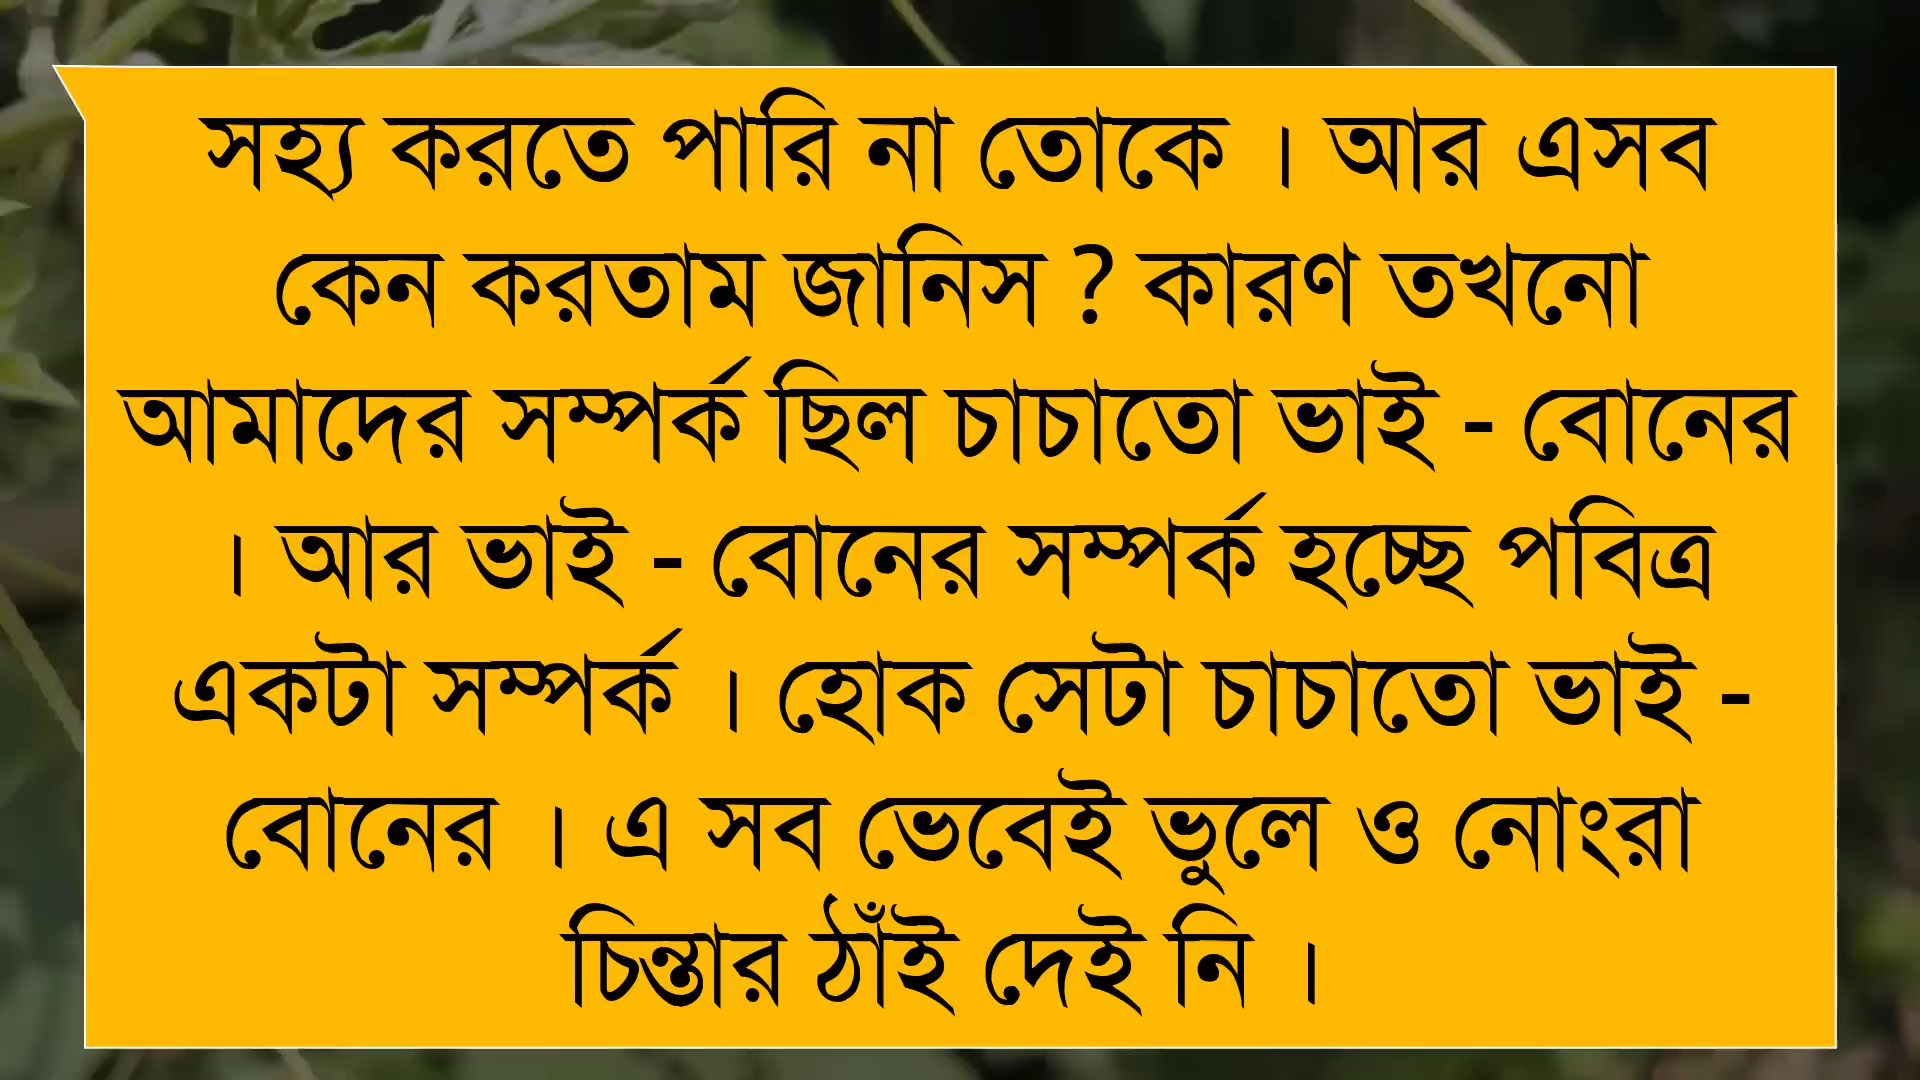 সহ্য করতে পারি না তোকে । আর এসব
কেন করতাম জানিস ? কারণ তখনো
আমাদের সম্পর্ক ছিল চাচাতো ভাই - বোনের
। আর ভাই - বোনের সম্পর্ক হচ্ছে পবিত্র
একটা সম্পর্ক । হোক সেটা চাচাতো ভাই -
বোনের । এ সব ভেবেই ভুলে ও নোংরা
চিন্তার ঠাঁই দেই নি ।